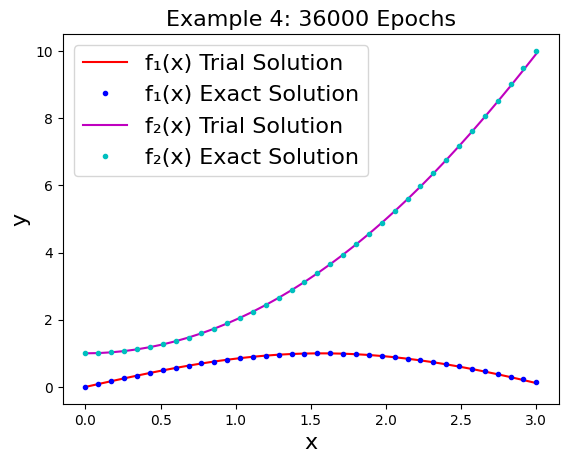 Example 4: 36000 Epochs
f₁(x) Trial Solution
f₁(x) Exact Solution
f₂(x) Trial Solution
f₂(x) Exact Solution
y
10
8
6
4
2
0
0.0 0.5 1.0 1.5 2.0 2.5 3.0
x